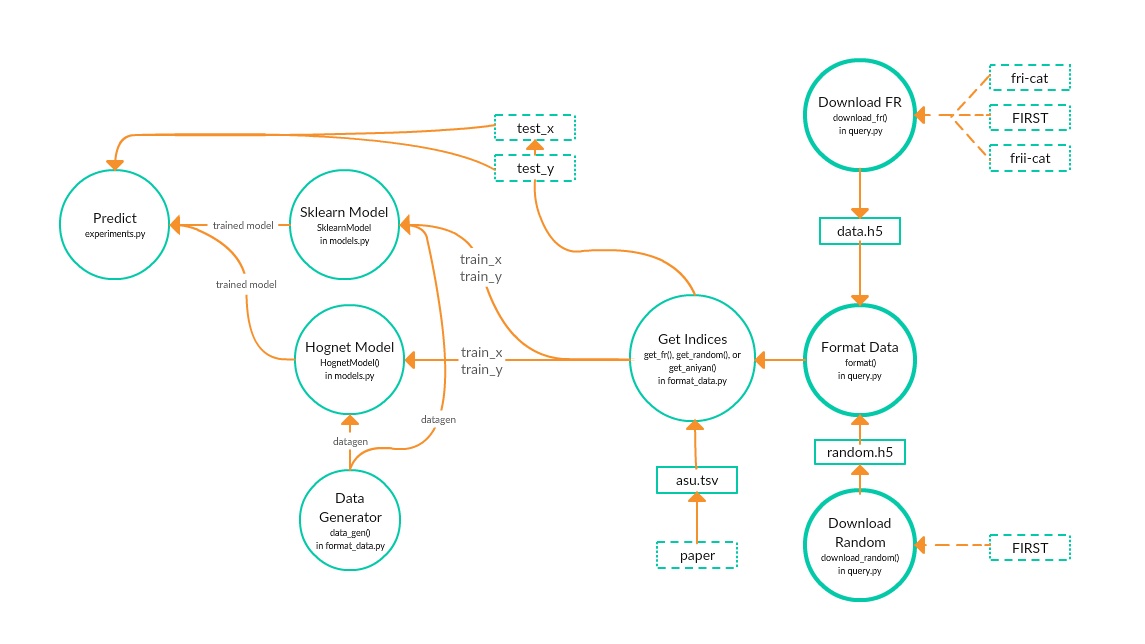 fri-cat
FIRST
frii-cat
Download FR
download_fr()
in query.py
test_x
test_y
data.h5
Predict
experiments.py
trained model
Sklearn Model
SklearnModel
in models.py
train_x
train_y
trained model
Hognet Model
HognetModel()
in models.py
train_x
train_y
Get Indices
get_fr(), get_random(), or
get_aniyan()
in format_data.py
Format Data
format()
in query.py
datagen
datagen
random.h5
asu.tsv
Data
Generator
data_gen()
in format_data.py
paper
Download
Random
download_random()
in query.py
FIRST